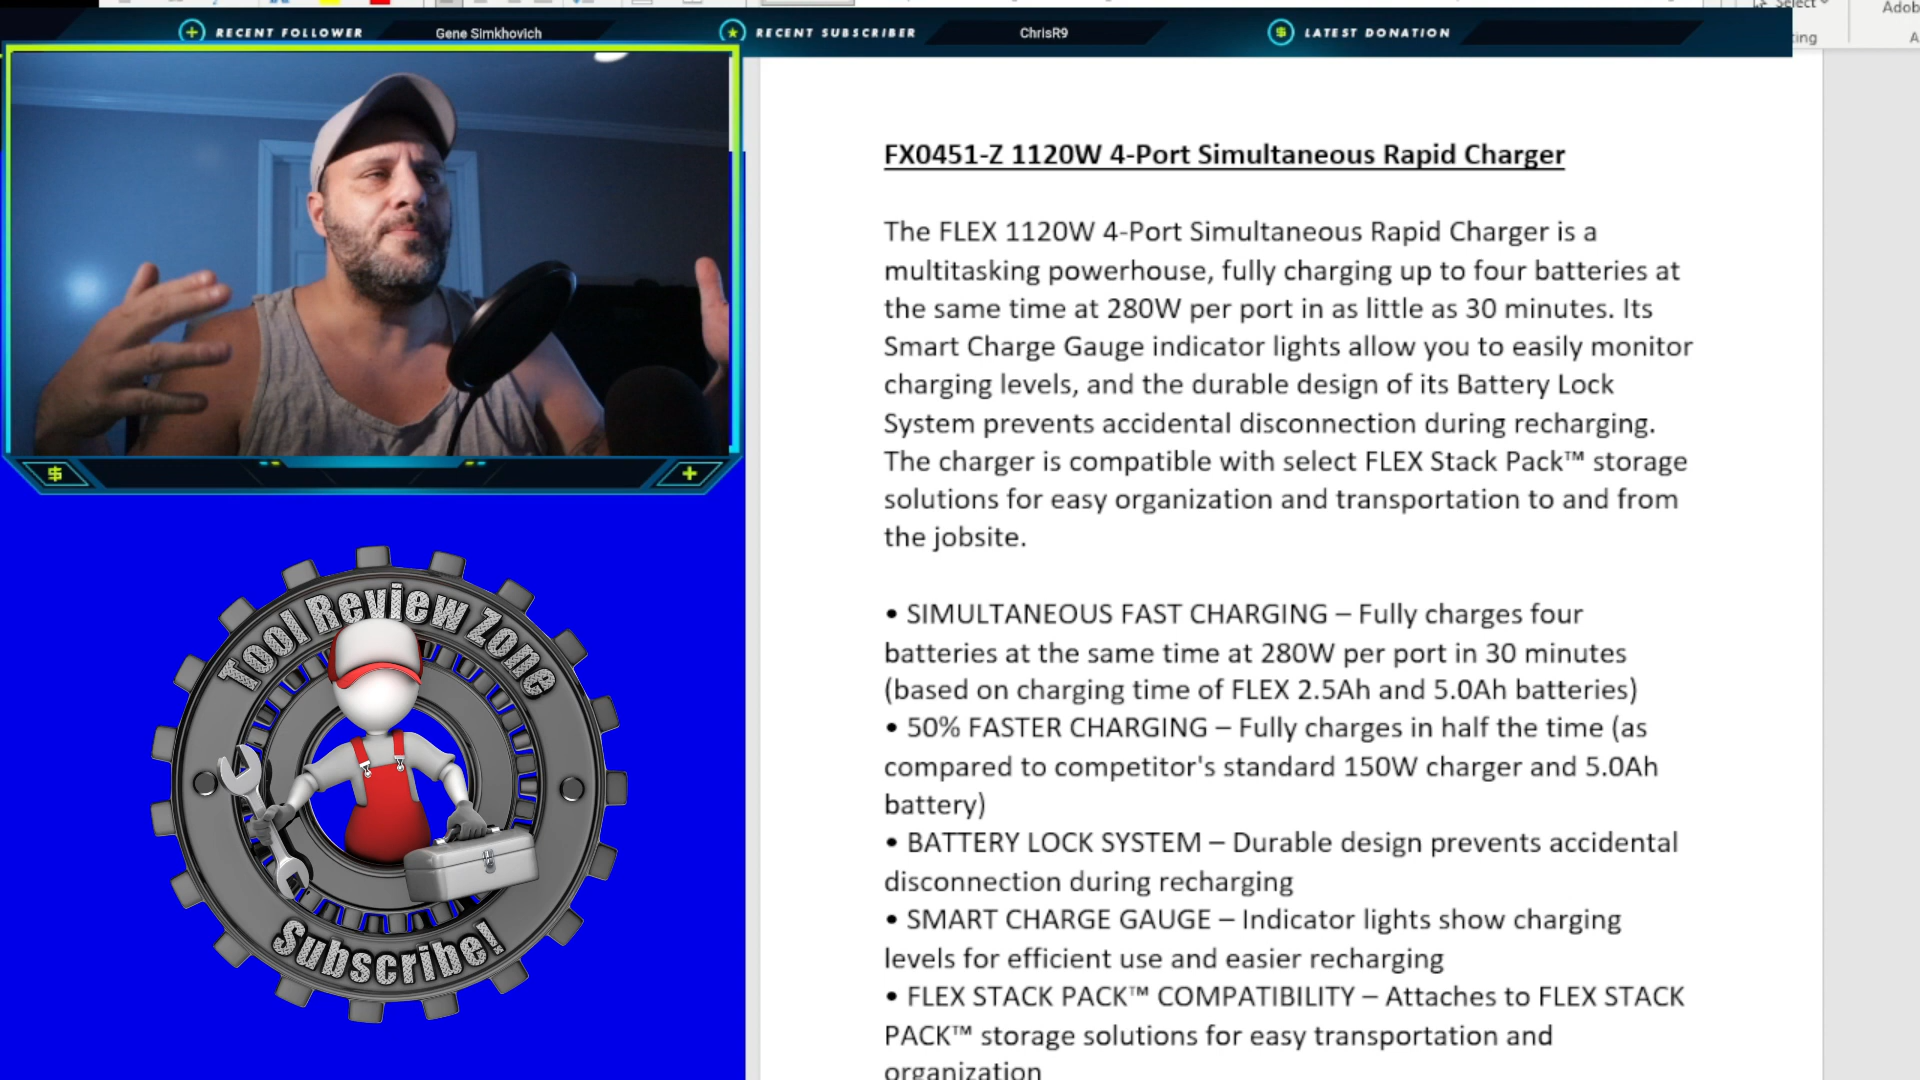 Select
Adob
ting
A
RECENT FOLLOWER
Gene Simkhovich
RECENT SUBSCRIBER
ChrisR9
LATEST DONATION
$
Tool Review Zone
Subscribe!
FX0451-Z 1120W 4-Port Simultaneous Rapid Charger
The FLEX 1120W 4-Port Simultaneous Rapid Charger is a
multitasking powerhouse, fully charging up to four batteries at
the same time at 280W per port in as little as 30 minutes. Its
Smart Charge Gauge indicator lights allow you to easily monitor
charging levels, and the durable design of its Battery Lock
System prevents accidental disconnection during recharging.
The charger is compatible with select FLEX Stack Pack™ storage
solutions for easy organization and transportation to and from
the jobsite.
• SIMULTANEOUS FAST CHARGING – Fully charges four
batteries at the same time at 280W per port in 30 minutes
(based on charging time of FLEX 2.5Ah and 5.0Ah batteries)
• 50% FASTER CHARGING – Fully charges in half the time (as
compared to competitor's standard 150W charger and 5.0Ah
battery)
• BATTERY LOCK SYSTEM – Durable design prevents accidental
disconnection during recharging
• SMART CHARGE GAUGE – Indicator lights show charging
levels for efficient use and easier recharging
• FLEX STACK PACK™ COMPATIBILITY – Attaches to FLEX STACK
PACK™ storage solutions for easy transportation and
organization